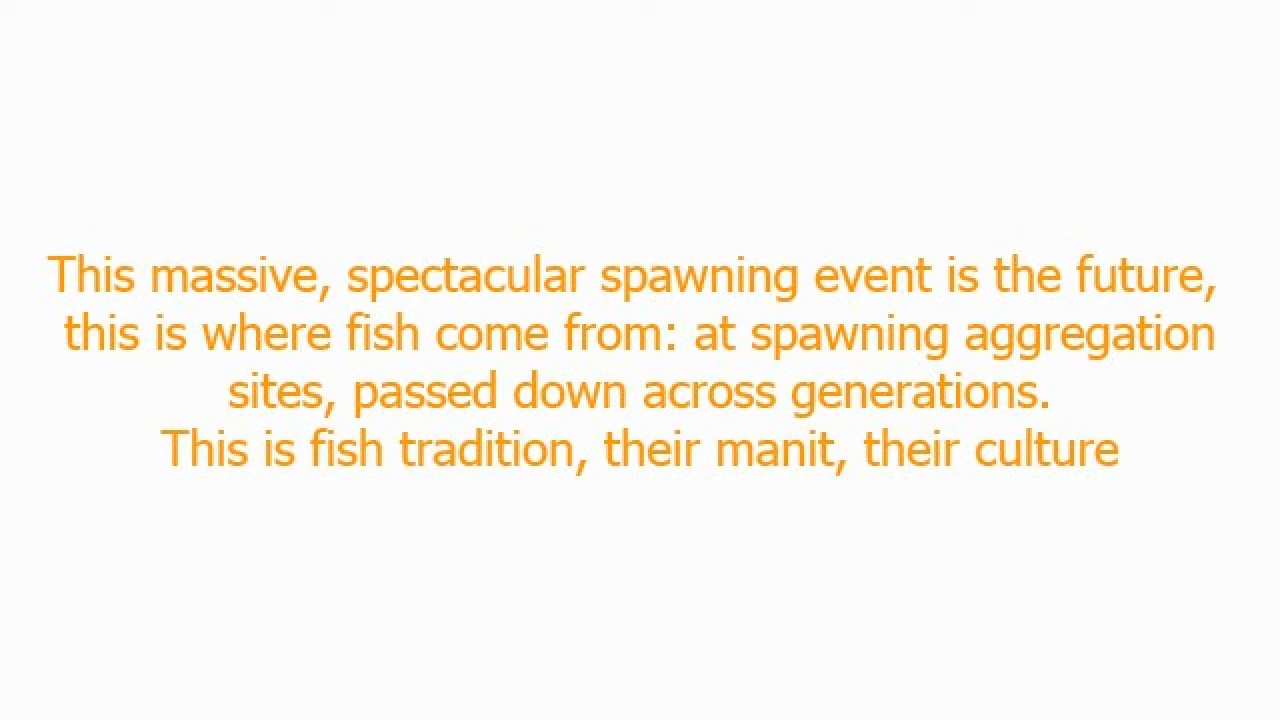 This massive, spectacular spawning event is the future,
this is where fish come from: at spawning aggregation
sites, passed down across generations.
This is fish tradition, their manit, their culture